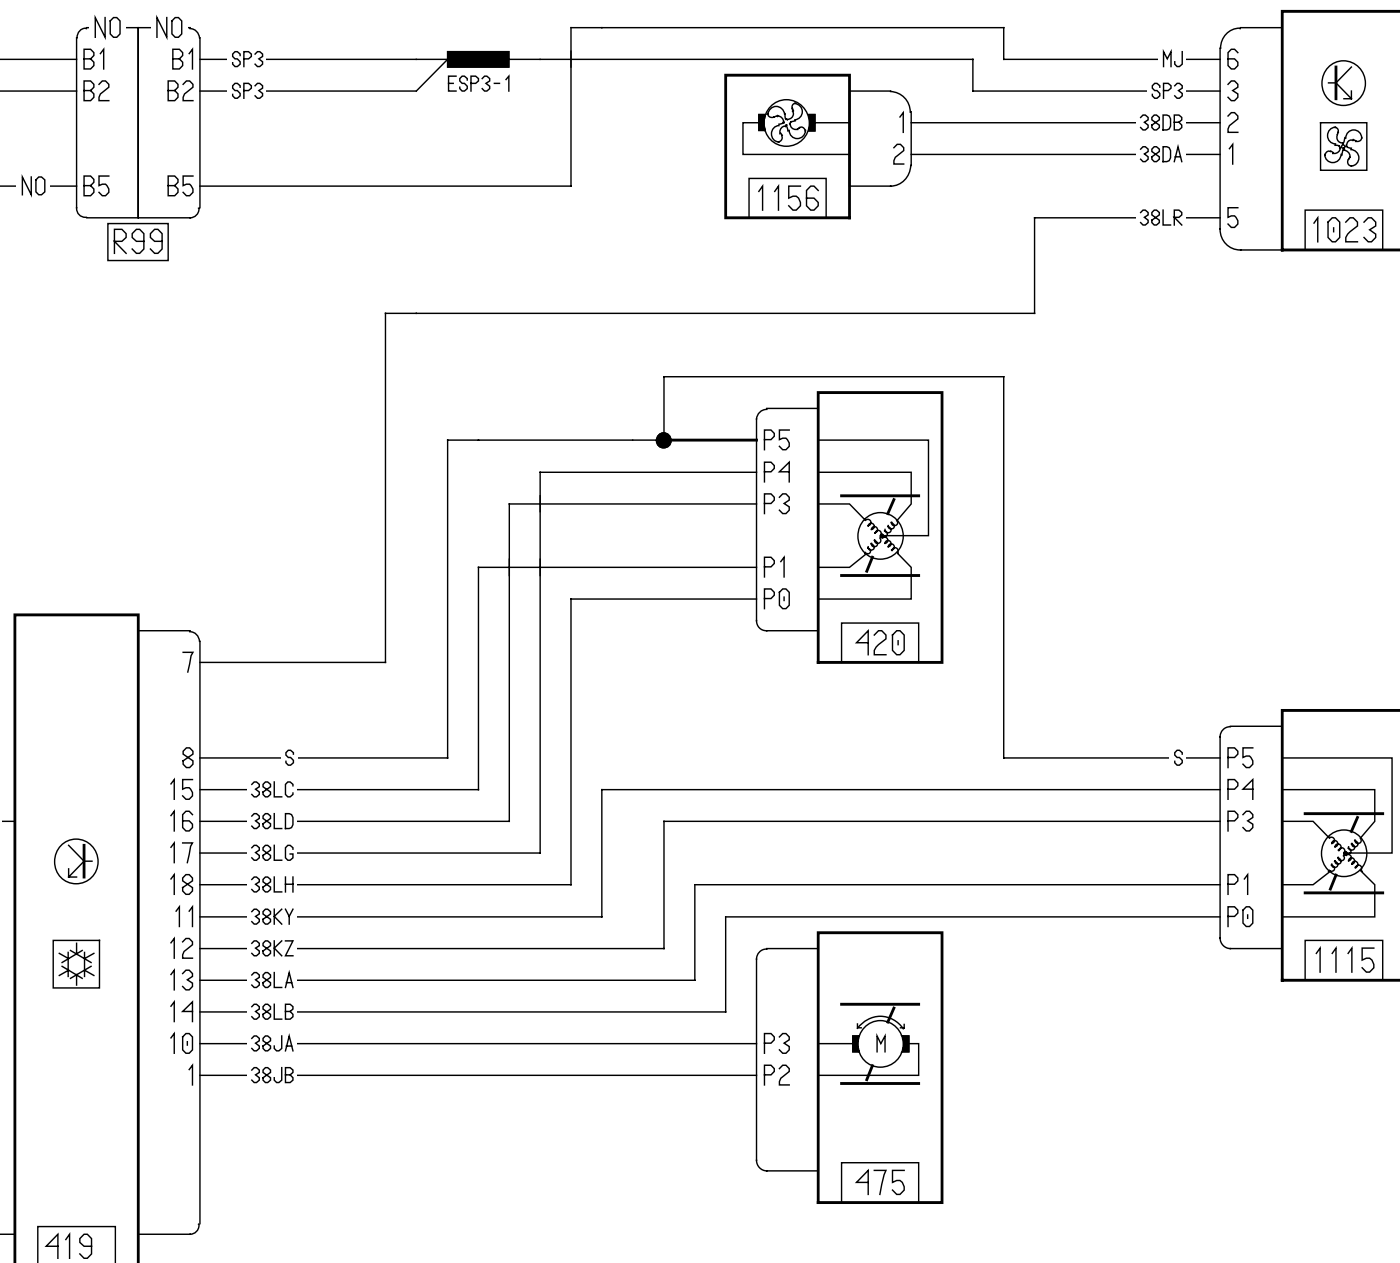 NO NO
B1 B1 SP3
B2 B2 SP3
ESP3-1
NO B5 B5
R99
1
2
1156
MJ 6
SP3 3
38DB 2
38DA 1
38LR 5
1023
P5
P4
P3
P1
P0
420
7
8 S
15 38LC
16 38LD
17 38LG
18 38LH
11 38KY
12 38KZ
13 38LA
14 38LB
10 38JA
1 38JB
419
S P5
P4
P3
P1
P0
1115
P3
P2
M
475